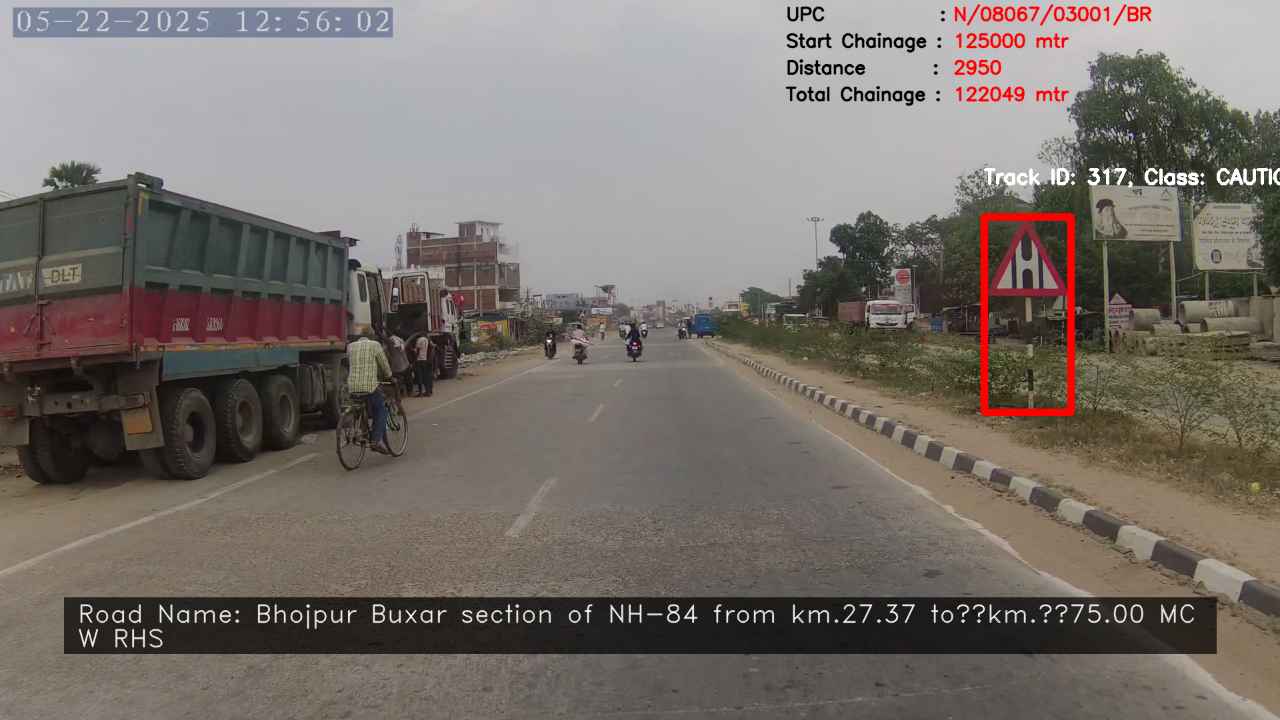 05-22-2025 12:56:02
UPC : N/08067/03001/BR
Start Chainage : 125000 mtr
Distance : 2950
Total Chainage : 122049 mtr
Track ID: 317, Class: CAUTIO
DLT
Road Name: Bhojpur Buxar section of NH-84 from km.27.37 to??km.??75.00 MC
W RHS